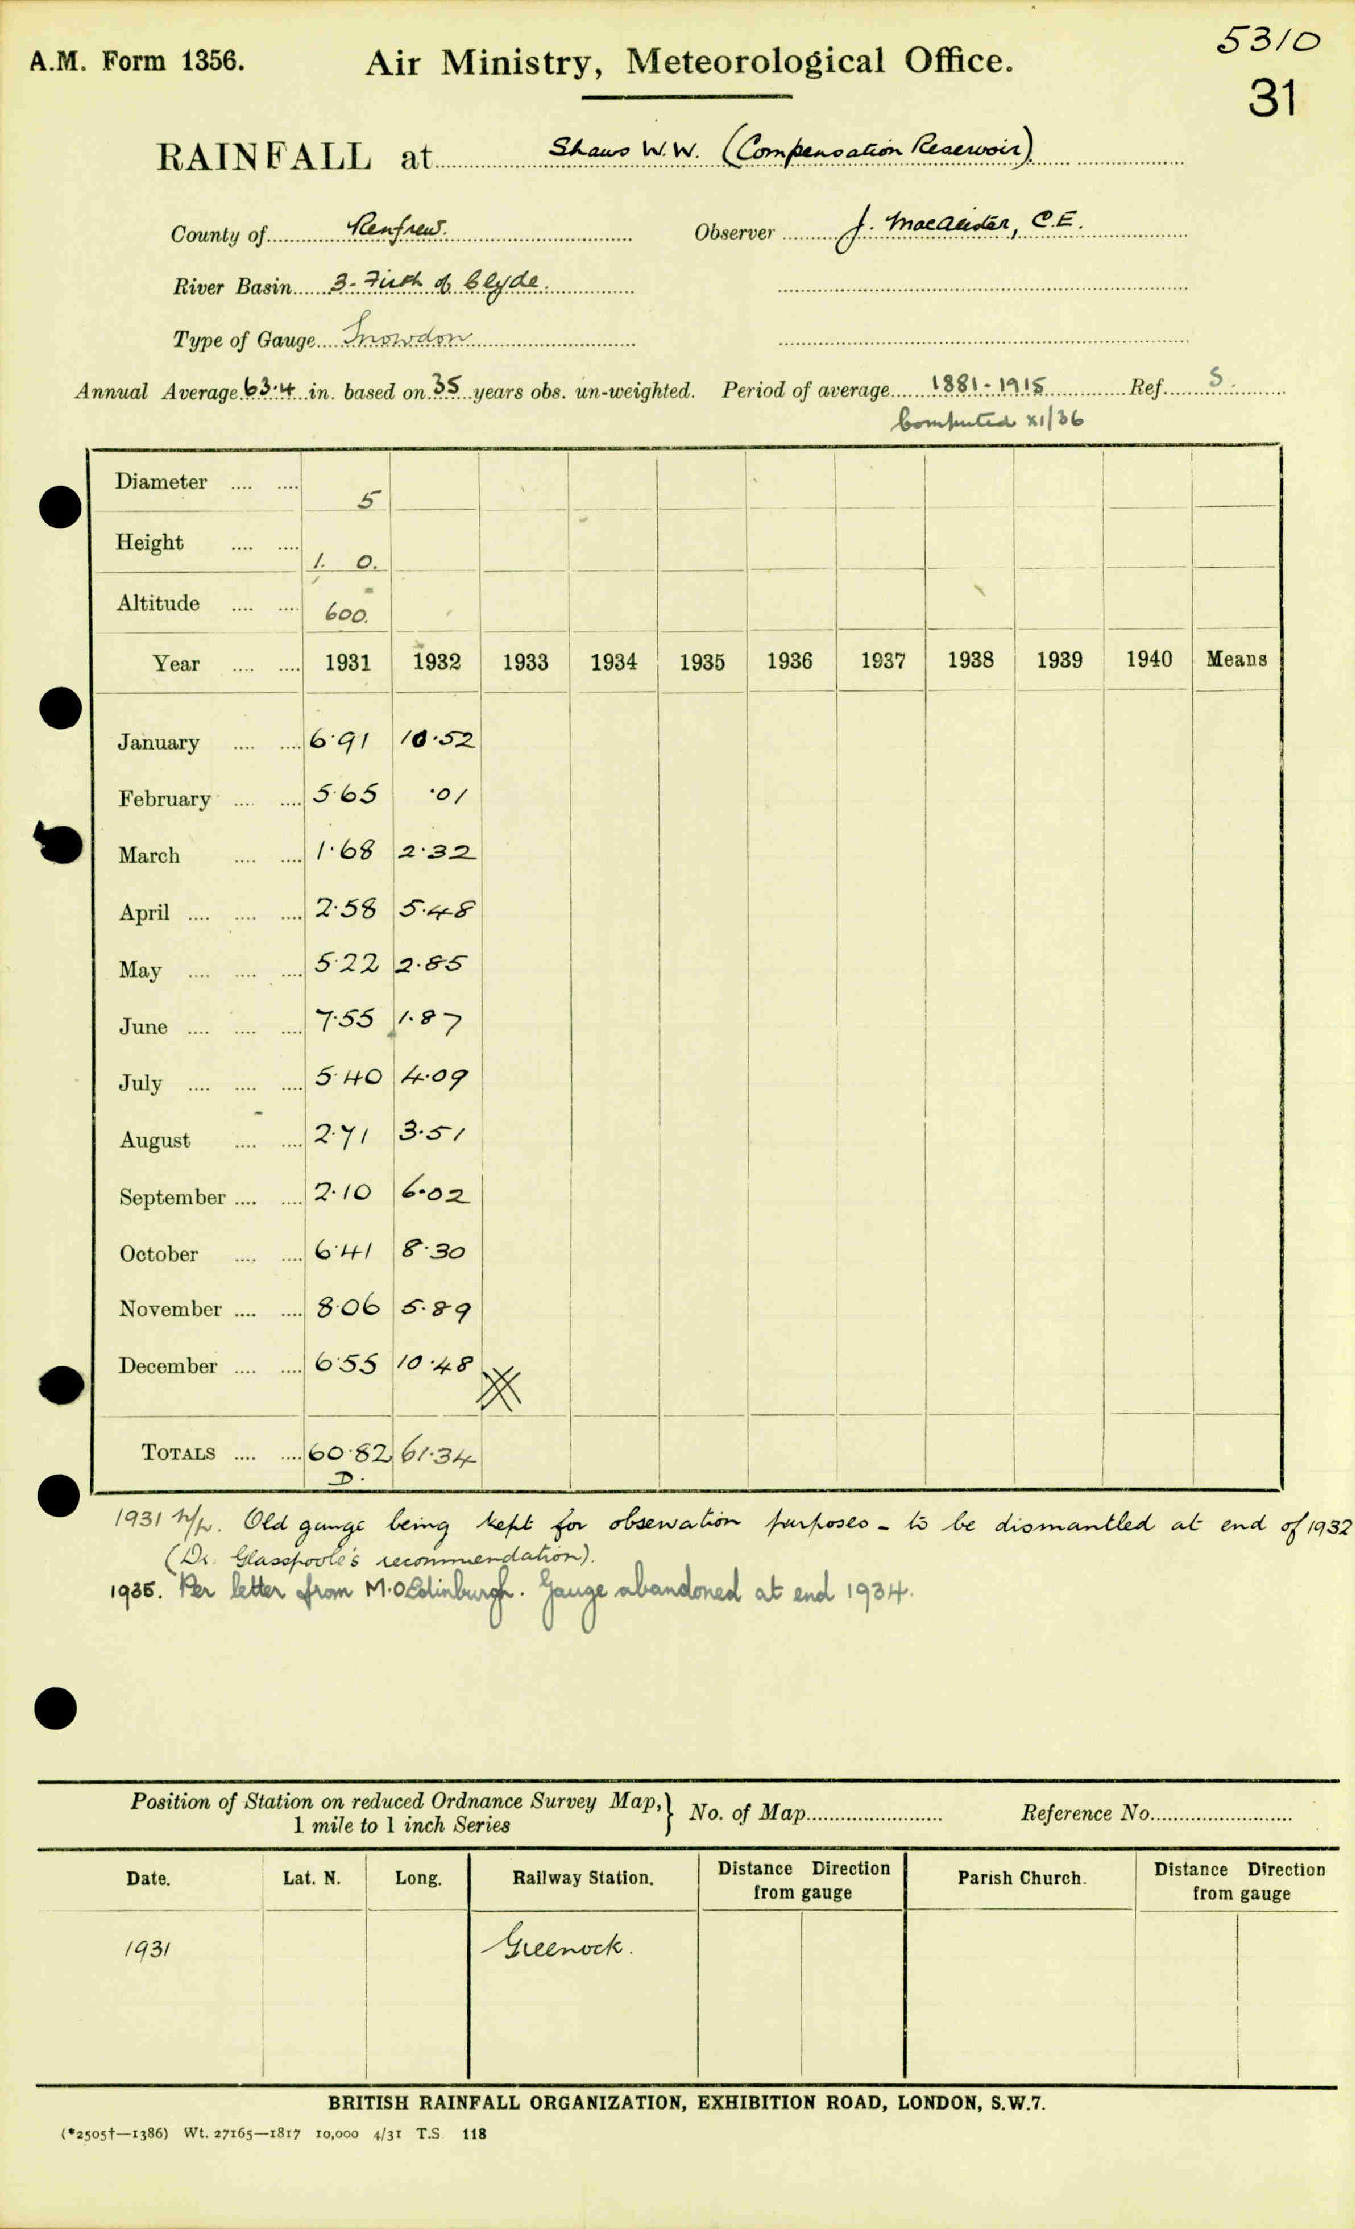 5310
A.M. Form 1356. Air Ministry, Meteorological Office.
31
RAINFALL at Shaws W.W. (Compensation Reservoir)
County of Renfrew. Observer J. MacAlister, C.E.
River Basin 3. Firth of Clyde.
Type of Gauge Snowdon
Annual Average 63.4 in. based on 35 years obs. un-weighted. Period of average 1881-1915 Ref. S.
Computed XI/36
Diameter .... .... 5
Height .... .... 1. 0.
Altitude .... .... 600.
Year .... .... 1931 1932 1933 1934 1935 1936 1937 1938 1939 1940 Means
January .... .... 6.91 10.52
February .... .... 5.65 .01
March .... .... 1.68 2.32
April .... .... .... 2.58 5.48
May .... .... .... 5.22 2.85
June .... .... .... 7.55 1.87
July .... .... .... 5.40 4.09
August .... .... 2.71 3.51
September .... .... 2.10 6.02
October .... .... 6.41 8.30
November .... .... 8.06 5.89
December .... .... 6.55 10.48
TOTALS .... .... 60.82 61.34
D.
1931 Old gauge being kept for observation purposes - to be dismantled at end of 1932
(Dr. Glasspoole's recommendation).
1935. Per letter from M.O Edinburgh. Gauge abandoned at end 1934.
Position of Station on reduced Ordnance Survey Map, } No. of Map Reference No.
1 mile to 1 inch Series
Date. Lat. N. Long. Railway Station. Distance Direction from gauge Parish Church. Distance Direction from gauge
1931 Greenock.
BRITISH RAINFALL ORGANIZATION, EXHIBITION ROAD, LONDON, S.W.7.
(*2505†—1386) Wt. 27165—1817 10,000 4/31 T.S. 118